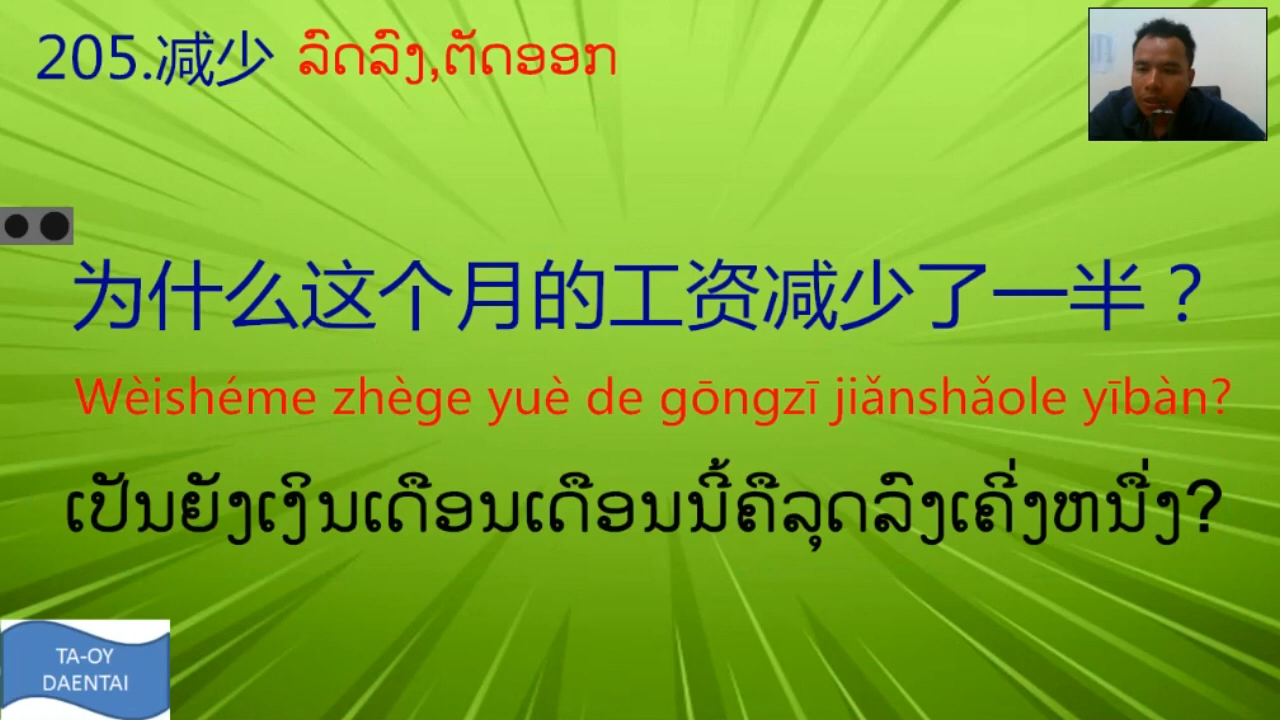 205.减少 ລົດລົງ,ຕັດອອກ
为什么这个月的工资减少了一半？
Wèishéme zhège yuè de gōngzī jiǎnshǎole yībàn?
ເປັນຍັງເງິນເດືອນເດືອນນີ້ຄືລຸດລົງເຄິ່ງຫນຶ່ງ?
TA-OY
DAENTAI